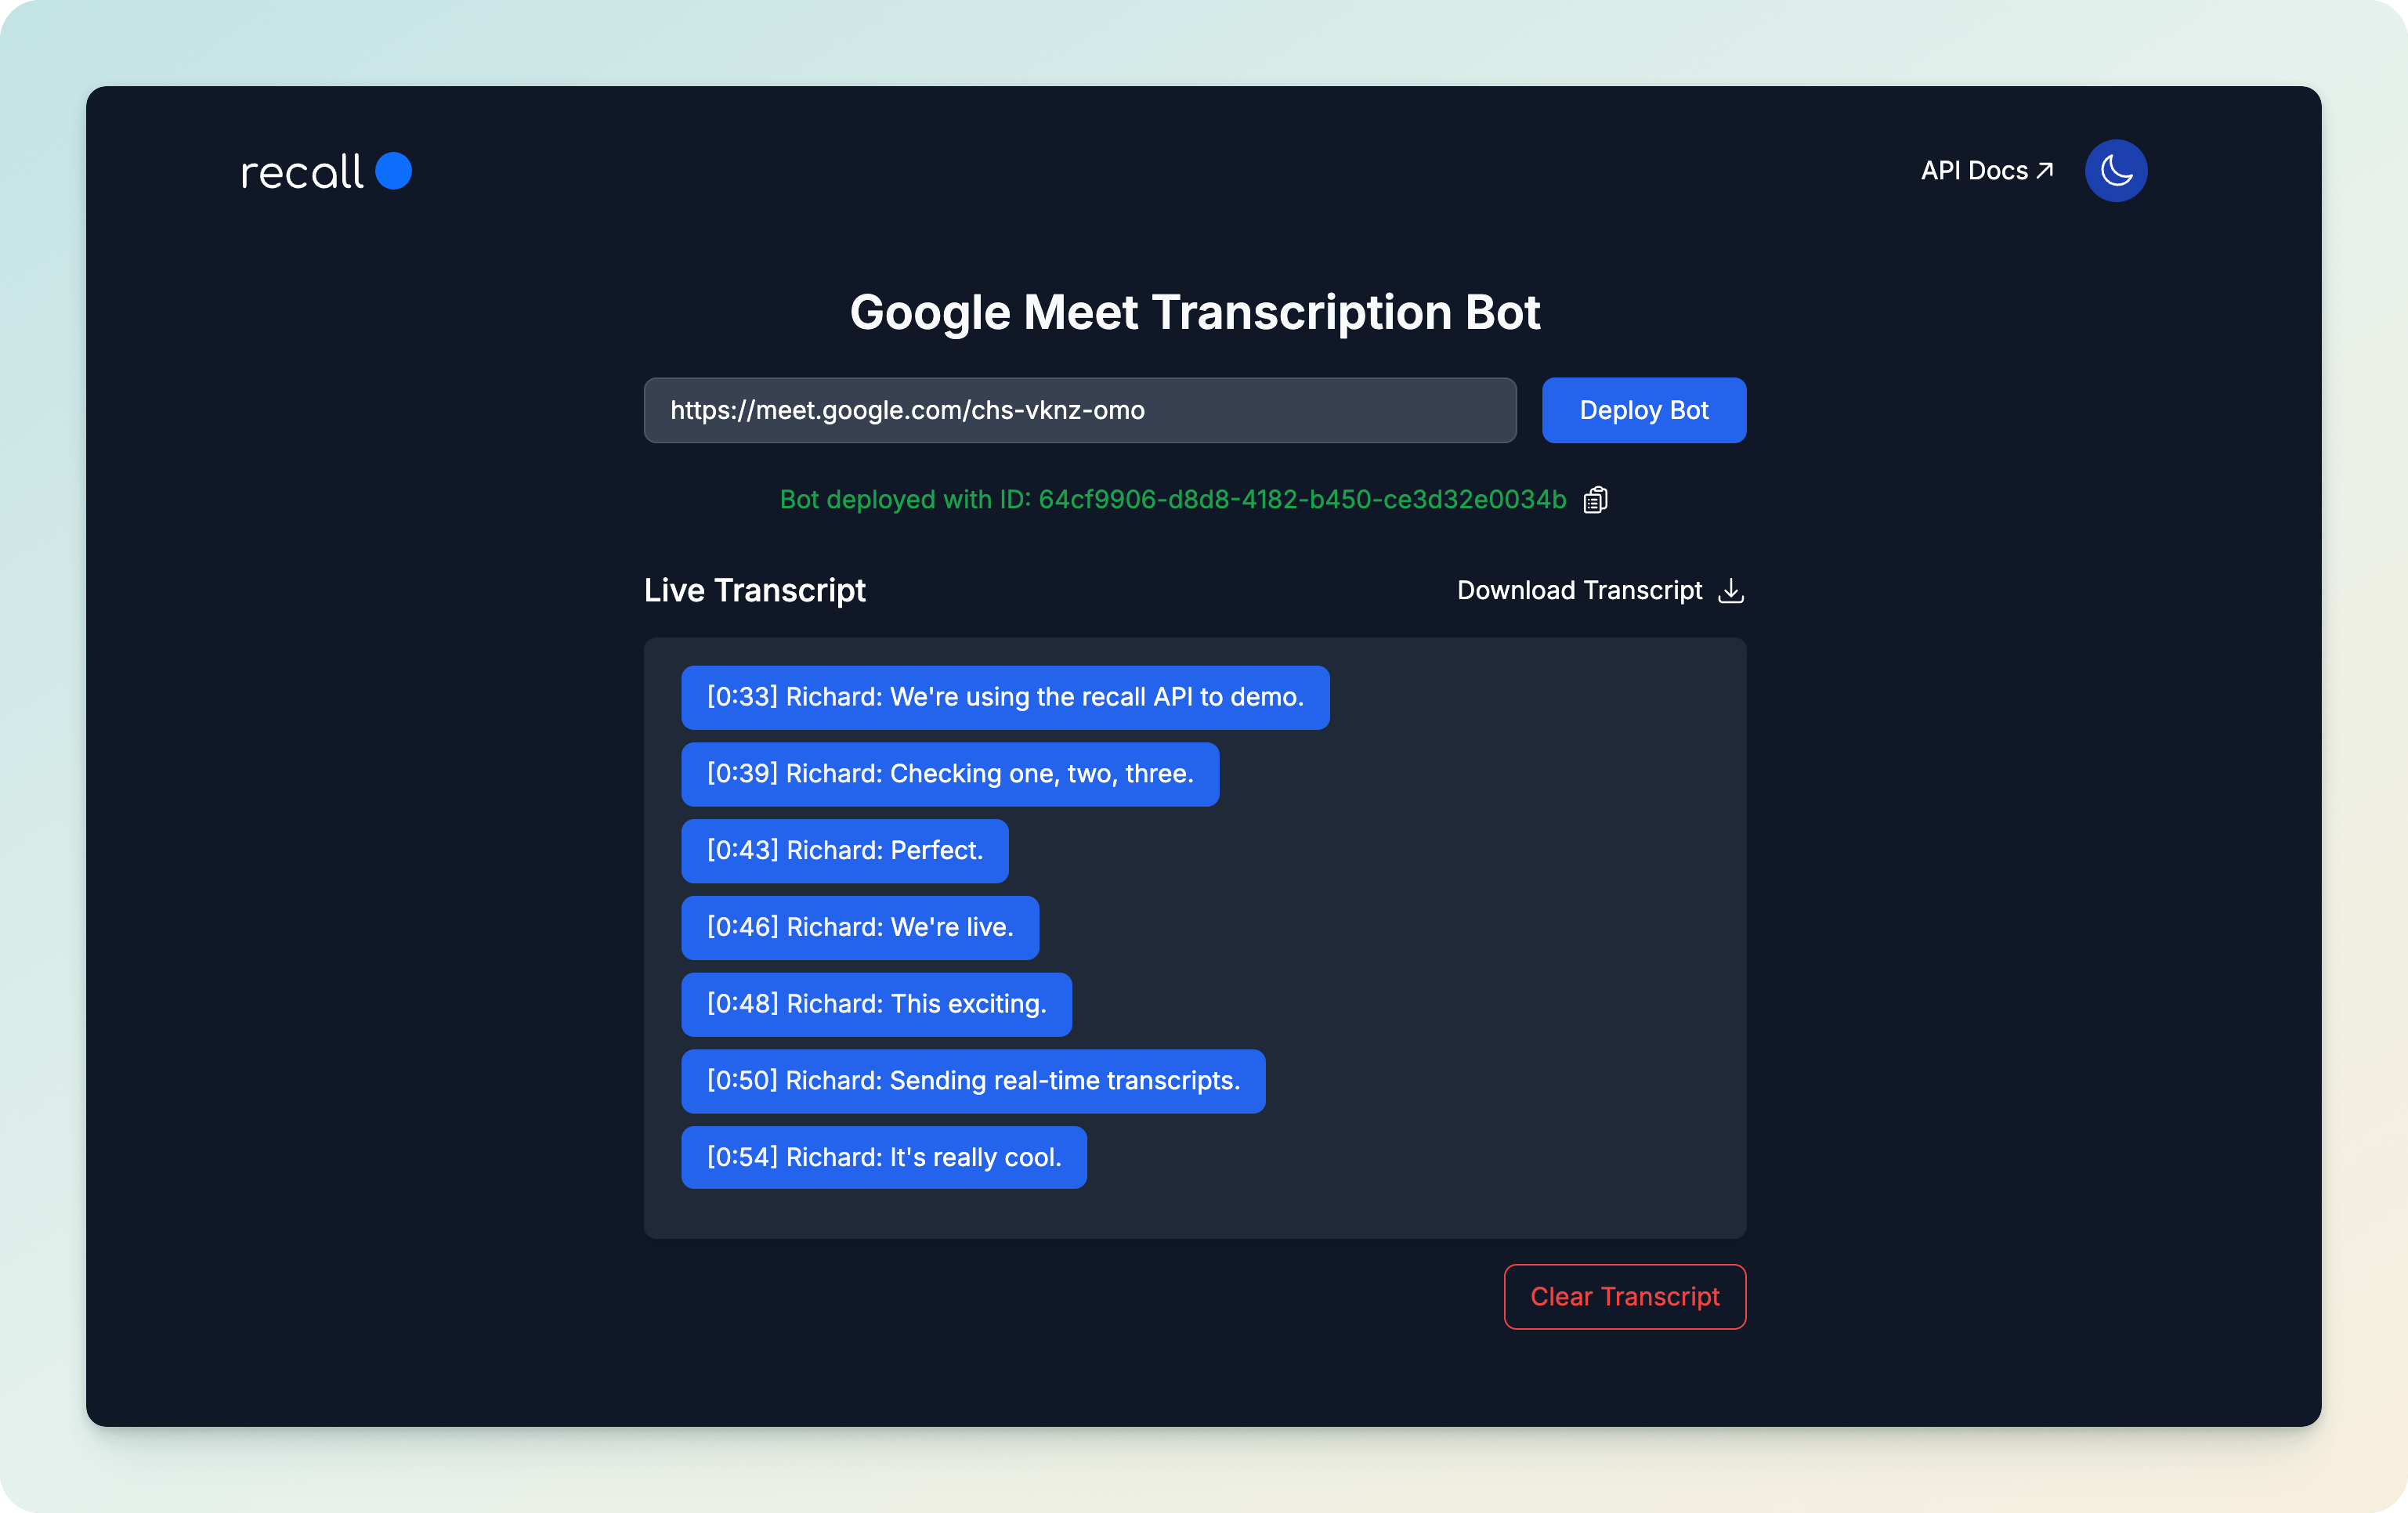 recall
API Docs
Google Meet Transcription Bot
https://meet.google.com/chs-vknz-omo
Deploy Bot
Bot deployed with ID: 64cf9906-d8d8-4182-b450-ce3d32e0034b
Live Transcript
Download Transcript
[0:33] Richard: We're using the recall API to demo.
[0:39] Richard: Checking one, two, three.
[0:43] Richard: Perfect.
[0:46] Richard: We're live.
[0:48] Richard: This exciting.
[0:50] Richard: Sending real-time transcripts.
[0:54] Richard: It's really cool.
Clear Transcript